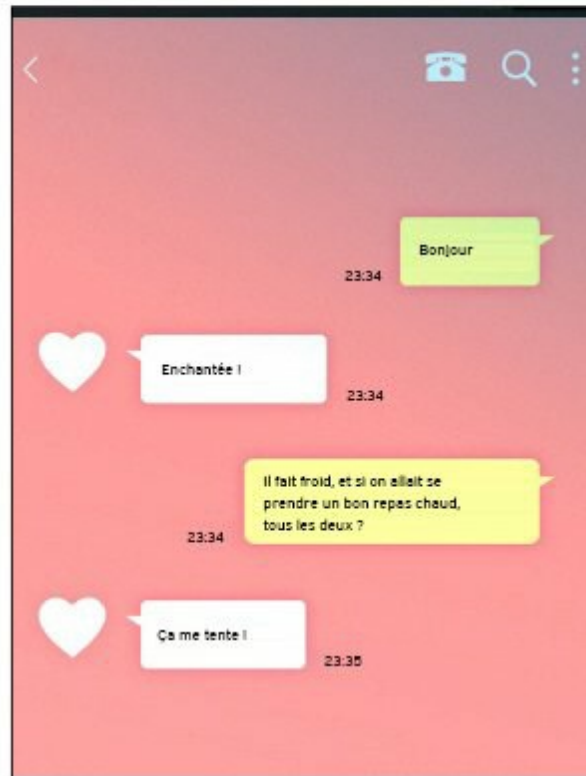 Bonjour
23:34
Enchantée !
23:34
Il fait froid, et si on allait se
prendre un bon repas chaud,
tous les deux ?
23:34
Ça me tente !
23:35